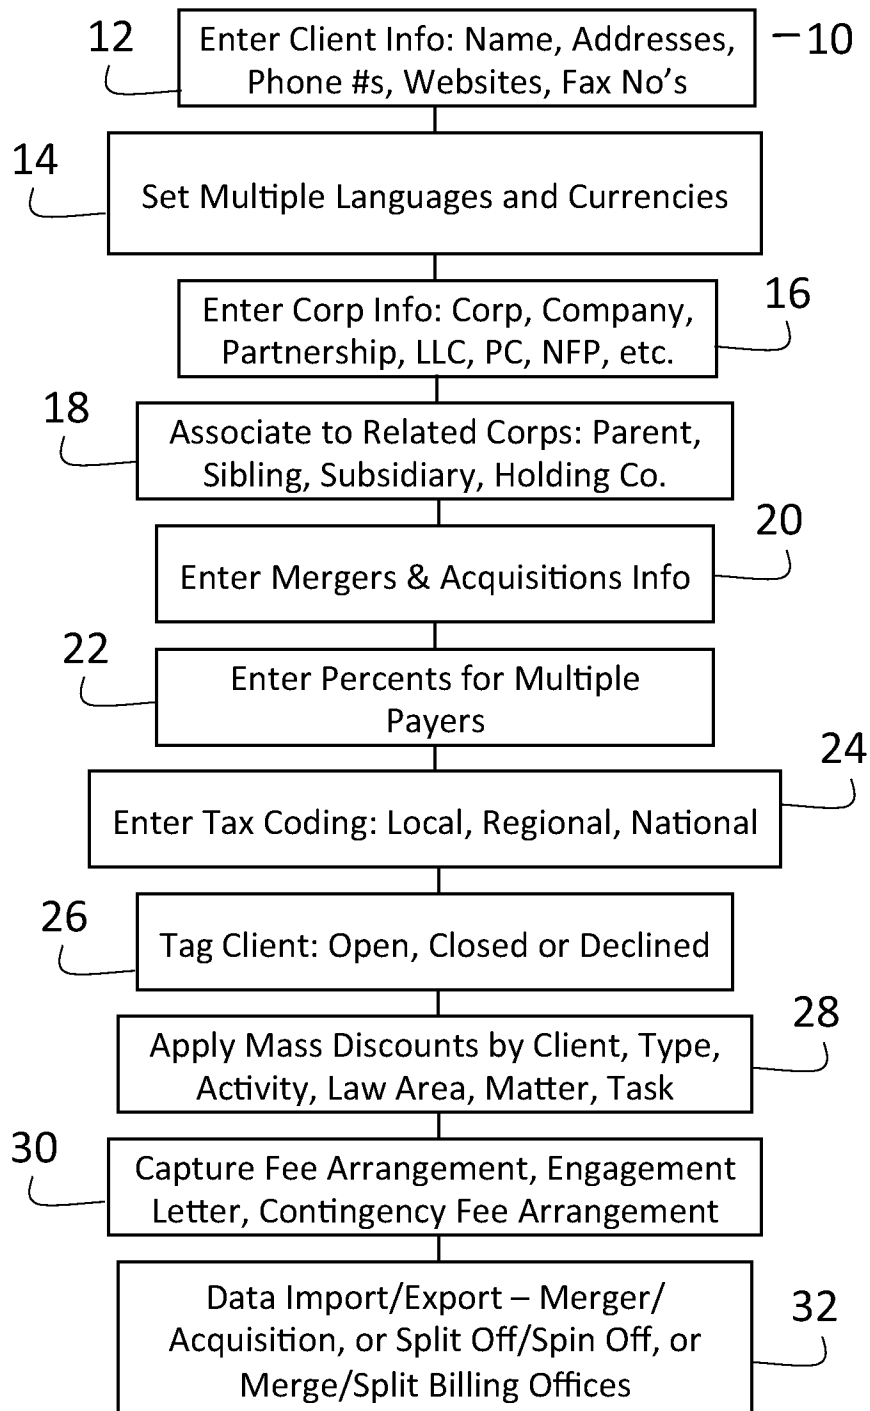 12
Enter Client Info: Name, Addresses,
Phone #s, Websites, Fax No's
10
14
Set Multiple Languages and Currencies
Enter Corp Info: Corp, Company,
Partnership, LLC, PC, NFP, etc.
16
18
Associate to Related Corps: Parent,
Sibling, Subsidiary, Holding Co.
20
Enter Mergers & Acquisitions Info
22
Enter Percents for Multiple
Payers
24
Enter Tax Coding: Local, Regional, National
26
Tag Client: Open, Closed or Declined
28
Apply Mass Discounts by Client, Type,
Activity, Law Area, Matter, Task
30
Capture Fee Arrangement, Engagement
Letter, Contingency Fee Arrangement
Data Import/Export – Merger/
Acquisition, or Split Off/Spin Off, or
Merge/Split Billing Offices
32